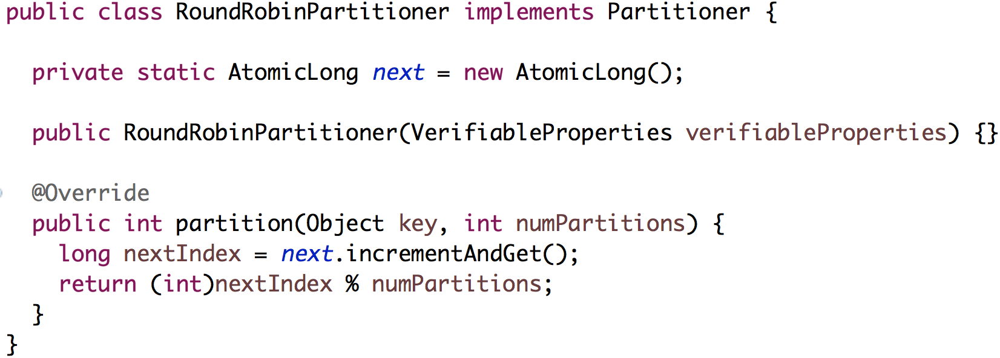 public class RoundRobinPartitioner implements Partitioner {
private static AtomicLong next = new AtomicLong();
public RoundRobinPartitioner(VerifiableProperties verifiableProperties) {}
@Override
public int partition(Object key, int numPartitions) {
long nextIndex = next.incrementAndGet();
return (int)nextIndex % numPartitions;
}
}